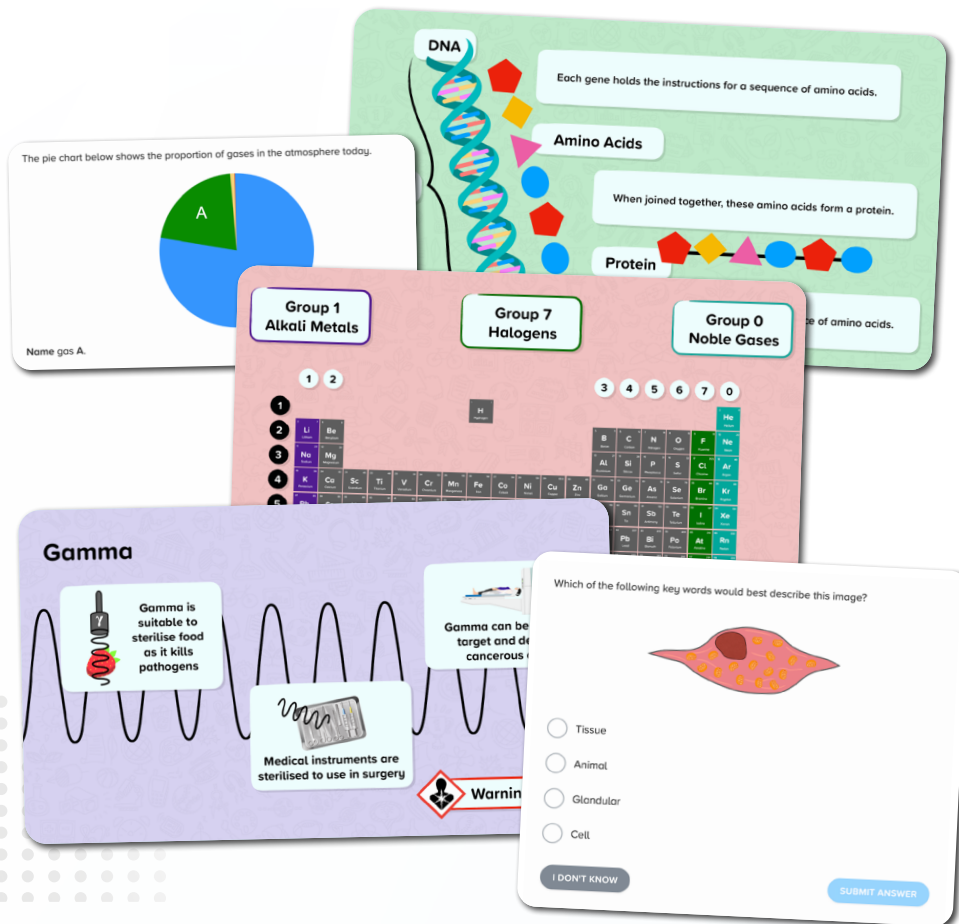 DNA
Each gene holds the instructions for a sequence of amino acids.
Amino Acids
When joined together, these amino acids form a protein.
Protein
ce of amino acids.
The pie chart below shows the proportion of gases in the atmosphere today.
A
Name gas A.
Group 1
Alkali Metals
Group 7
Halogens
Group 0
Noble Gases
1 2
3 4 5 6 7 0
1 H He
2 Li Be B C N O F Ne
3 Na Mg Al Si P S Cl Ar
4 K Ca Sc Ti V Cr Mn Fe Co Ni Cu Zn Ga Ge As Se Br Kr
5 Sn Sb Te I Xe
Pb Bi Po At Rn
Gamma
γ
Gamma is
suitable to
sterilise food
as it kills
pathogens
Medical instruments are
sterilised to use in surgery
Gamma can be
target and de
cancerous
Warnin
Which of the following key words would best describe this image?
Tissue
Animal
Glandular
Cell
I DON'T KNOW
SUBMIT ANSWER